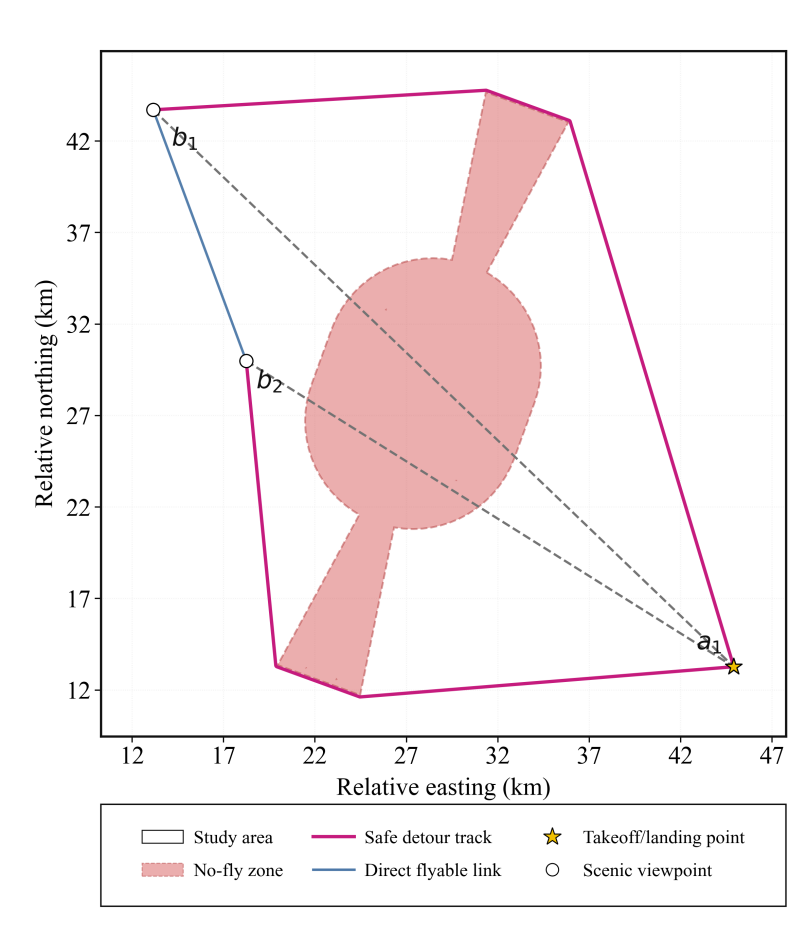 b1
b2
a1
42
37
32
27
22
17
12
Relative northing (km)
12 17 22 27 32 37 42 47
Relative easting (km)
Study area Safe detour track Takeoff/landing point
No-fly zone Direct flyable link Scenic viewpoint